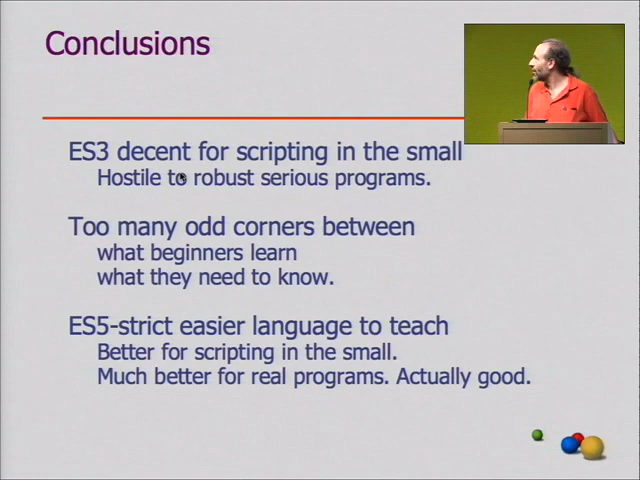 Conclusions
ES3 decent for scripting in the small
Hostile to robust serious programs.
Too many odd corners between
what beginners learn
what they need to know.
ES5-strict easier language to teach
Better for scripting in the small.
Much better for real programs. Actually good.